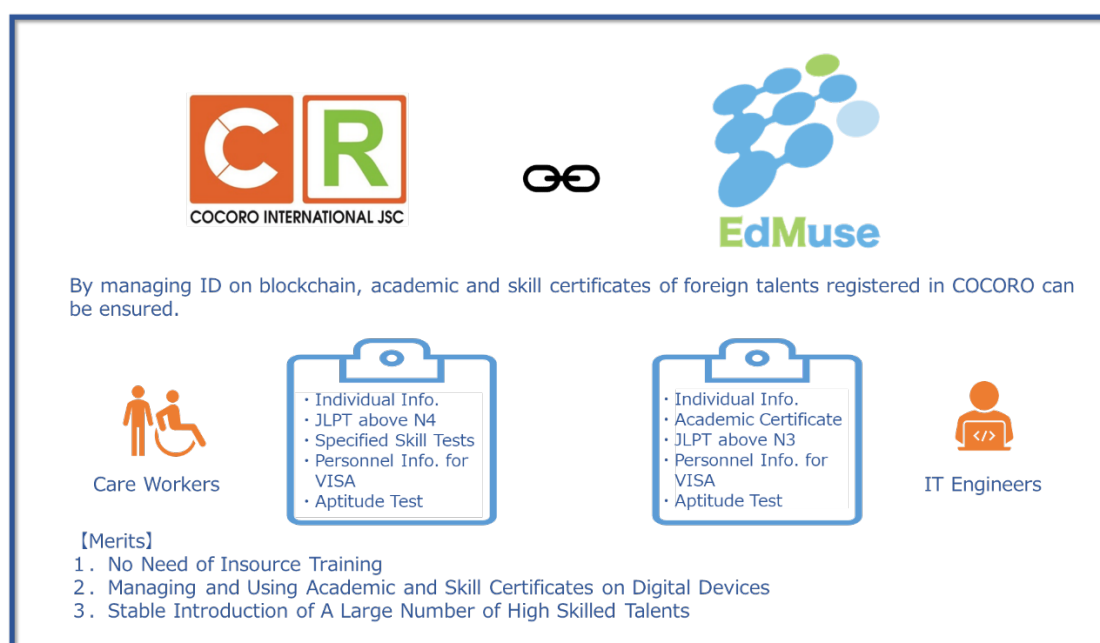 CR
COCORO INTERNATIONAL JSC
EdMuse
By managing ID on blockchain, academic and skill certificates of foreign talents registered in COCORO can
be ensured.
Care Workers
・Individual Info.
・JLPT above N4
・Specified Skill Tests
・Personnel Info. for
VISA
・Aptitude Test
・Individual Info.
・Academic Certificate
・JLPT above N3
・Personnel Info. for
VISA
・Aptitude Test
</>
IT Engineers
【Merits】
1．No Need of Insource Training
2．Managing and Using Academic and Skill Certificates on Digital Devices
3．Stable Introduction of A Large Number of High Skilled Talents